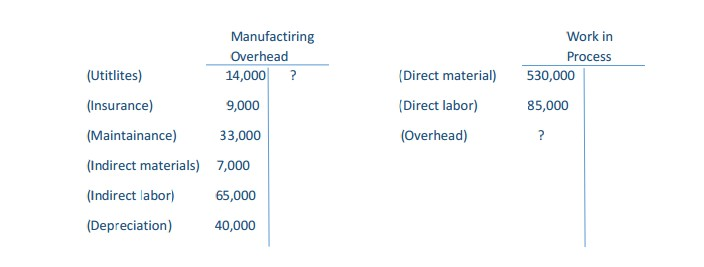 Manufactiring
Overhead
Work in
Process
(Utitlites) 14,000 ? (Direct material) 530,000
(Insurance) 9,000 (Direct labor) 85,000
(Maintainance) 33,000 (Overhead) ?
(Indirect materials) 7,000
(Indirect labor) 65,000
(Depreciation) 40,000